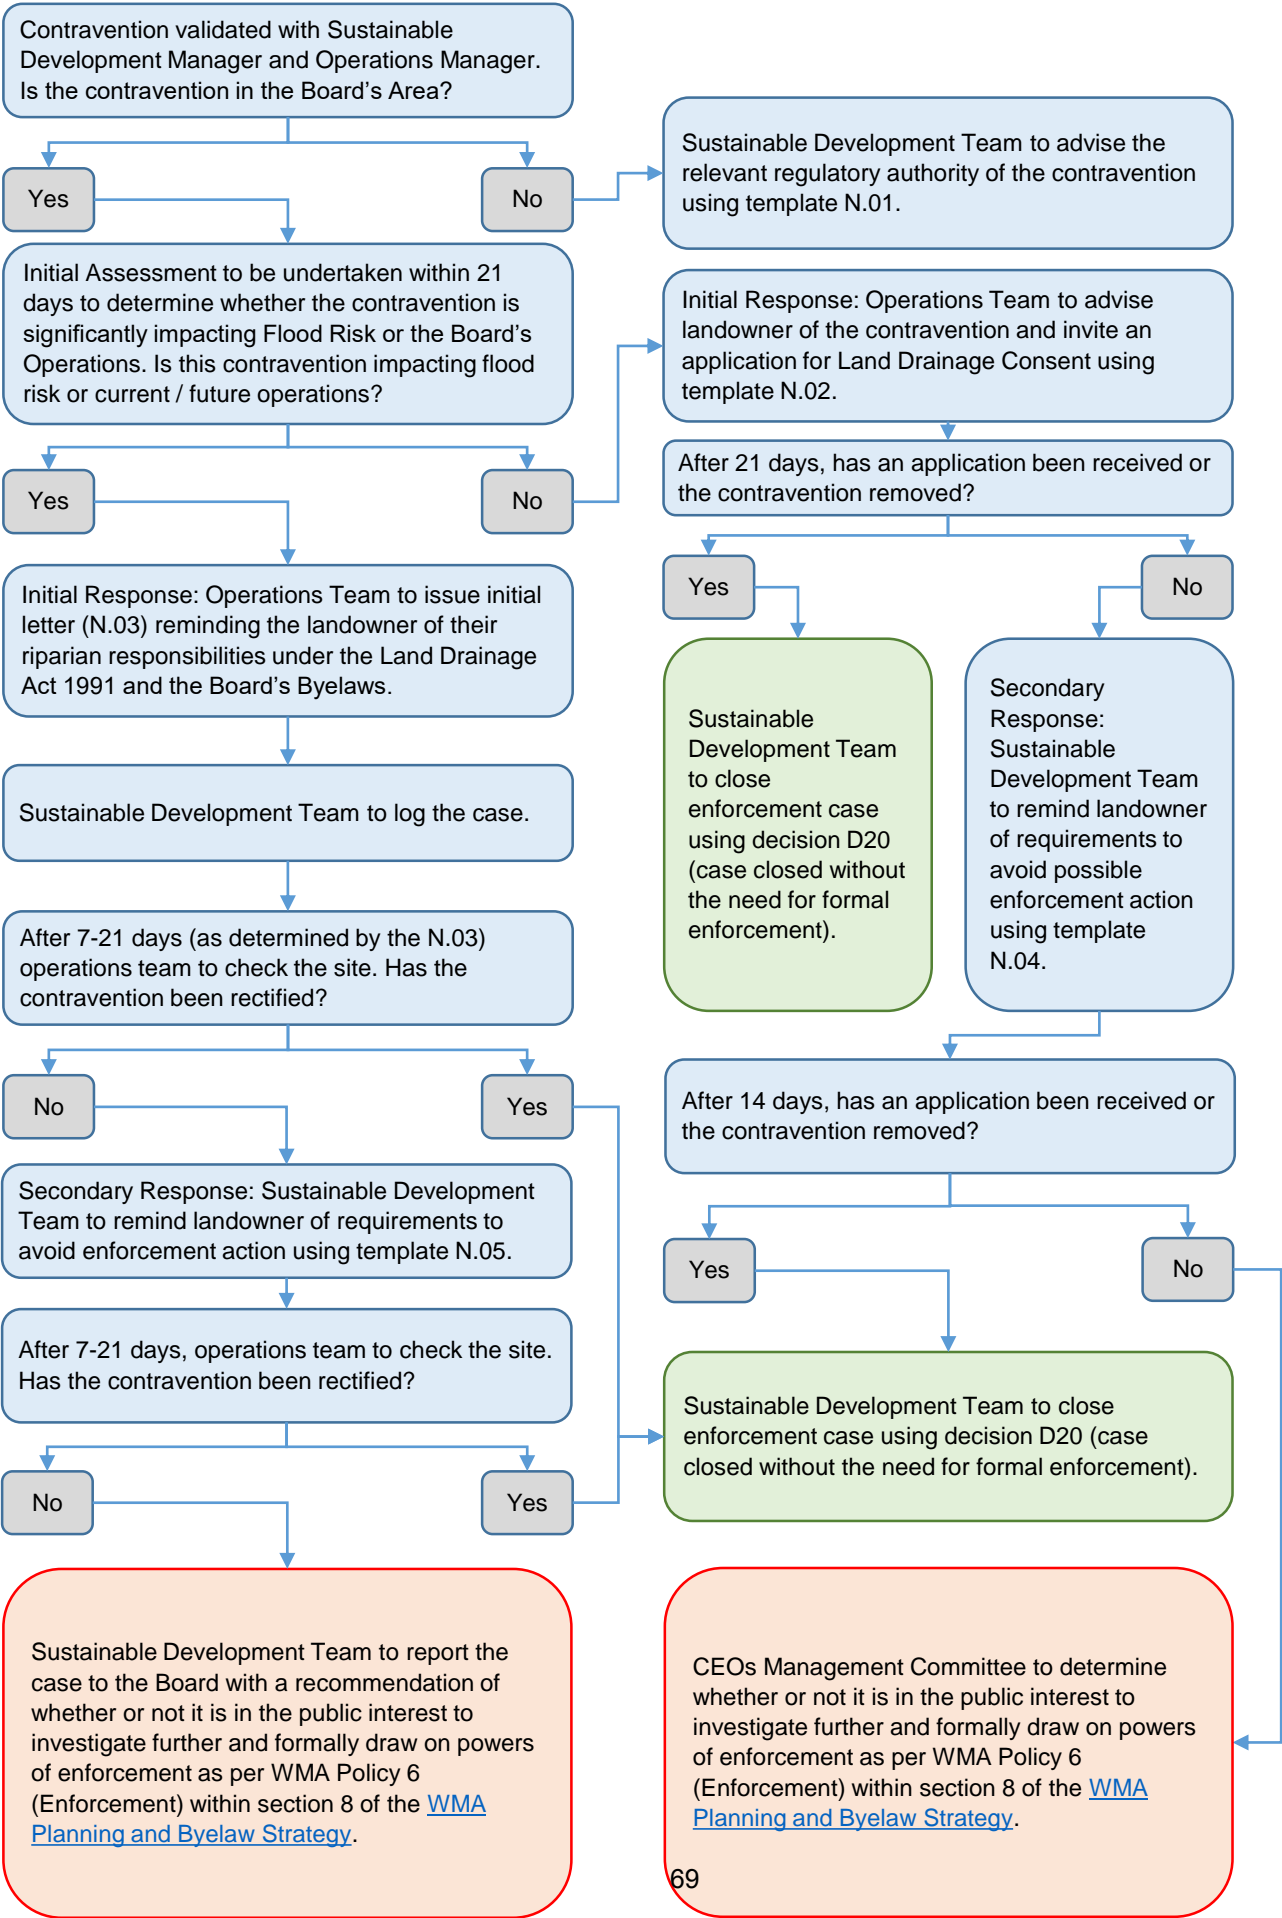 Contravention validated with Sustainable
Development Manager and Operations Manager.
Is the contravention in the Board's Area?
Yes
No
Sustainable Development Team to advise the
relevant regulatory authority of the contravention
using template N.01.
Initial Assessment to be undertaken within 21
days to determine whether the contravention is
significantly impacting Flood Risk or the Board's
Operations. Is this contravention impacting flood
risk or current / future operations?
Yes
No
Initial Response: Operations Team to advise
landowner of the contravention and invite an
application for Land Drainage Consent using
template N.02.
After 21 days, has an application been received or
the contravention removed?
Yes
No
Initial Response: Operations Team to issue initial
letter (N.03) reminding the landowner of their
riparian responsibilities under the Land Drainage
Act 1991 and the Board's Byelaws.
Sustainable Development Team to log the case.
After 7-21 days (as determined by the N.03)
operations team to check the site. Has the
contravention been rectified?
No
Yes
Sustainable
Development Team
to close
enforcement case
using decision D20
(case closed without
the need for formal
enforcement).
Secondary
Response:
Sustainable
Development Team
to remind landowner
of requirements to
avoid possible
enforcement action
using template
N.04.
After 14 days, has an application been received or
the contravention removed?
Yes
No
Secondary Response: Sustainable Development
Team to remind landowner of requirements to
avoid enforcement action using template N.05.
After 7-21 days, operations team to check the site.
Has the contravention been rectified?
No
Yes
Sustainable Development Team to close
enforcement case using decision D20 (case
closed without the need for formal enforcement).
Sustainable Development Team to report the
case to the Board with a recommendation of
whether or not it is in the public interest to
investigate further and formally draw on powers
of enforcement as per WMA Policy 6
(Enforcement) within section 8 of the WMA
Planning and Byelaw Strategy.
CEOs Management Committee to determine
whether or not it is in the public interest to
investigate further and formally draw on powers
of enforcement as per WMA Policy 6
(Enforcement) within section 8 of the WMA
Planning and Byelaw Strategy.
69